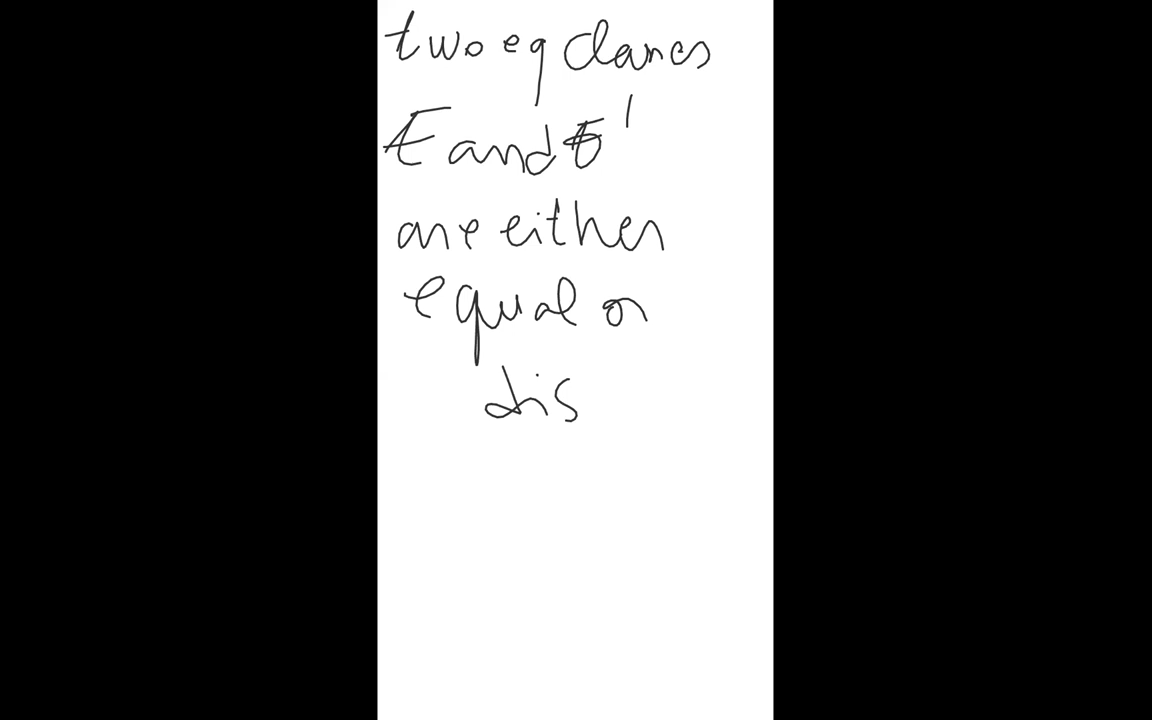 two eq classes
E and E'
are either
equal or
dis